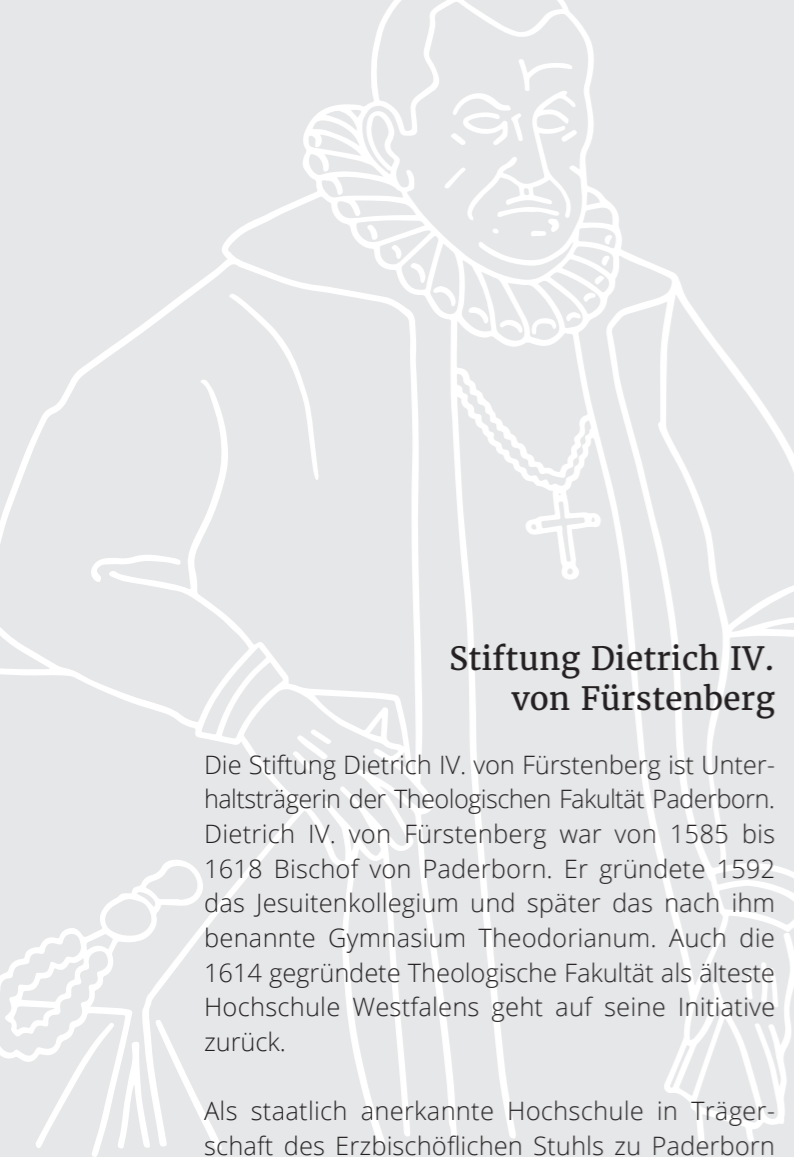 Stiftung Dietrich IV.
von Fürstenberg
Die Stiftung Dietrich IV. von Fürstenberg ist Unter-
haltsträgerin der Theologischen Fakultät Paderborn.
Dietrich IV. von Fürstenberg war von 1585 bis
1618 Bischof von Paderborn. Er gründete 1592
das Jesuitenkollegium und später das nach ihm
benannte Gymnasium Theodorianum. Auch die
1614 gegründete Theologische Fakultät als älteste
Hochschule Westfalens geht auf seine Initiative
zurück.
Als staatlich anerkannte Hochschule in Träger-
schaft des Erzbischöflichen Stuhls zu Paderborn